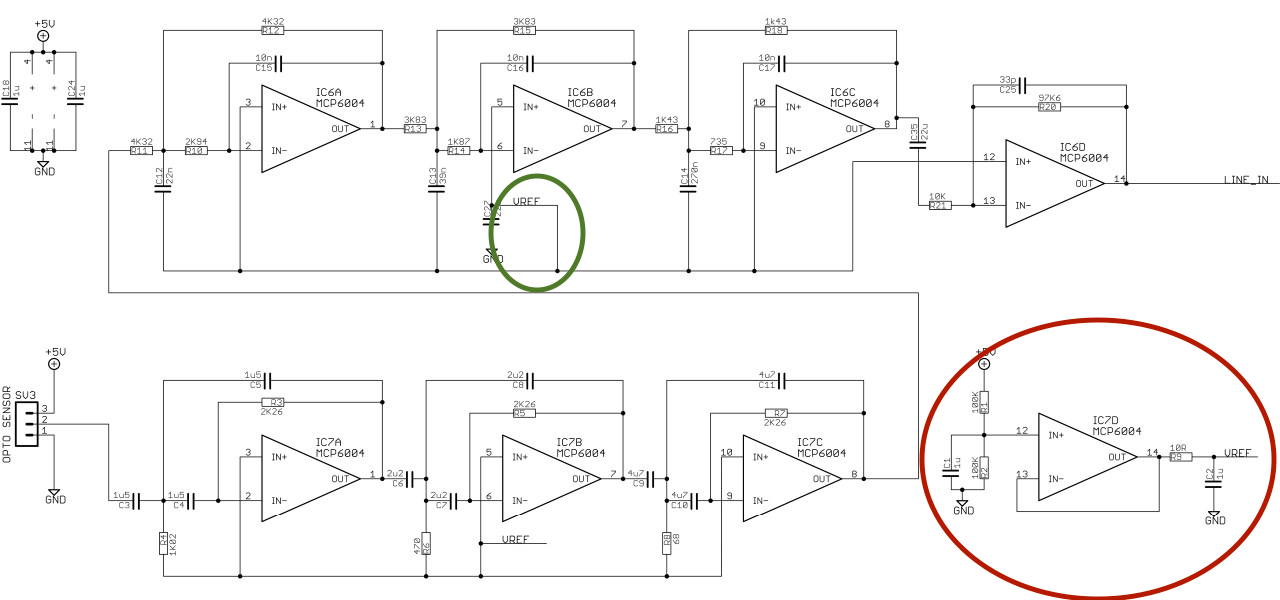 +5V
4
4
C18
1u
C24
1u
11
11
GND
4K32
R12
10n
C15
IC6A
MCP6004
3
IN+
OUT
1
2
IN-
4K32
R11
2K94
R10
C12
22n
3K83
R13
3K83
R15
10n
C16
IC6B
MCP6004
5
IN+
OUT
7
6
IN-
1K87
R14
C13
39n
C27
VREF
GND
1K43
R16
1k43
R18
10n
C17
IC6C
MCP6004
10
IN+
OUT
8
9
IN-
735
R17
C14
270n
C35
22u
33p
C25
97K6
R20
IC6D
MCP6004
12
IN+
OUT
14
13
IN-
10K
R21
LINE_IN
+5V
OPTO SENSOR
SV3
3
2
1
GND
1u5
C3
1u5
C4
1u5
C5
R3
2K26
IC7A
MCP6004
3
IN+
OUT
1
2
IN-
R4
1K02
2u2
C6
2u2
C7
2u2
C8
2K26
R5
IC7B
MCP6004
5
IN+
OUT
7
6
IN-
470
R6
VREF
4u7
C9
4u7
C10
4u7
C11
R7
2K26
IC7C
MCP6004
10
IN+
OUT
8
9
IN-
R8
68
+5V
100K
R1
100K
R2
C1
1u
GND
IC7D
MCP6004
12
IN+
OUT
14
13
IN-
10R
R9
VREF
C2
1u
GND